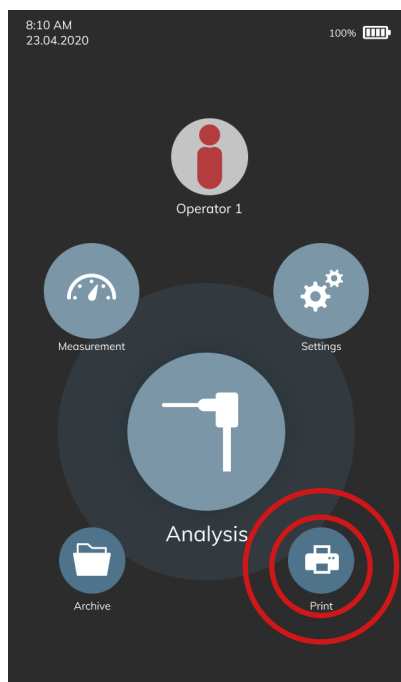 8:10 AM
23.04.2020
100%
Operator 1
Measurement
Settings
Analysis
Archive
Print